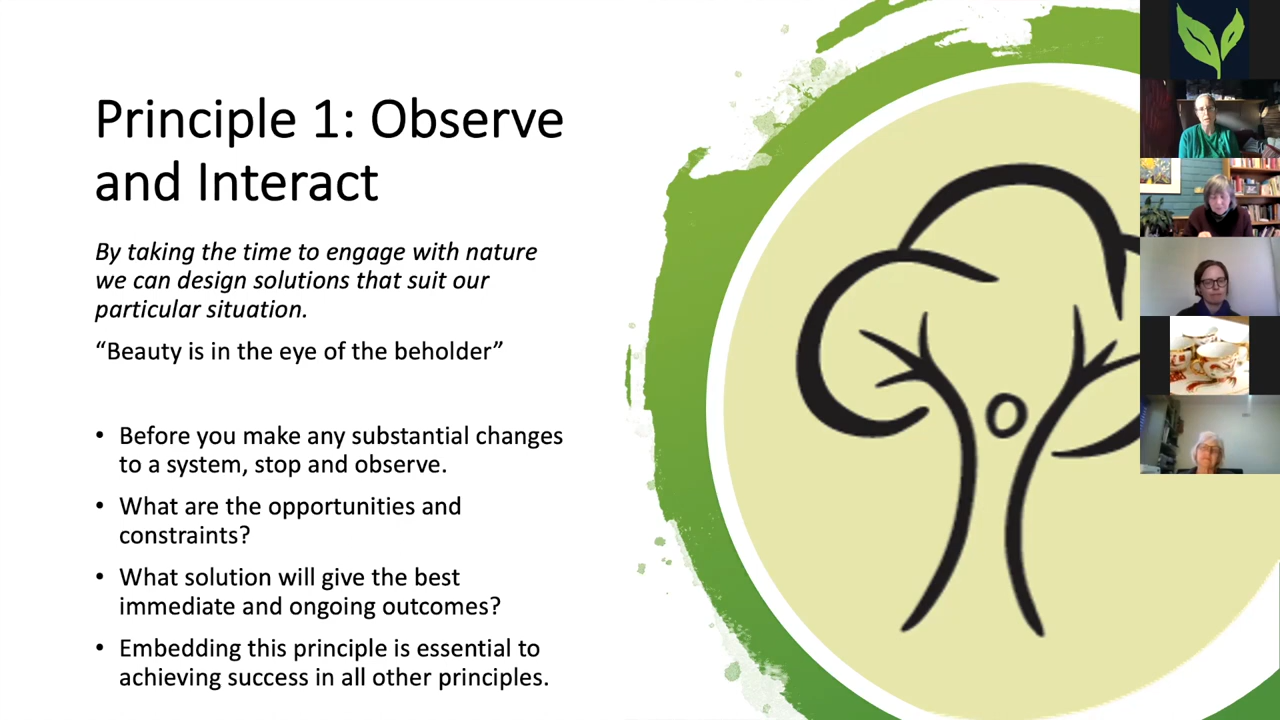 Principle 1: Observe
and Interact
By taking the time to engage with nature
we can design solutions that suit our
particular situation.
“Beauty is in the eye of the beholder”
• Before you make any substantial changes
to a system, stop and observe.
• What are the opportunities and
constraints?
• What solution will give the best
immediate and ongoing outcomes?
• Embedding this principle is essential to
achieving success in all other principles.